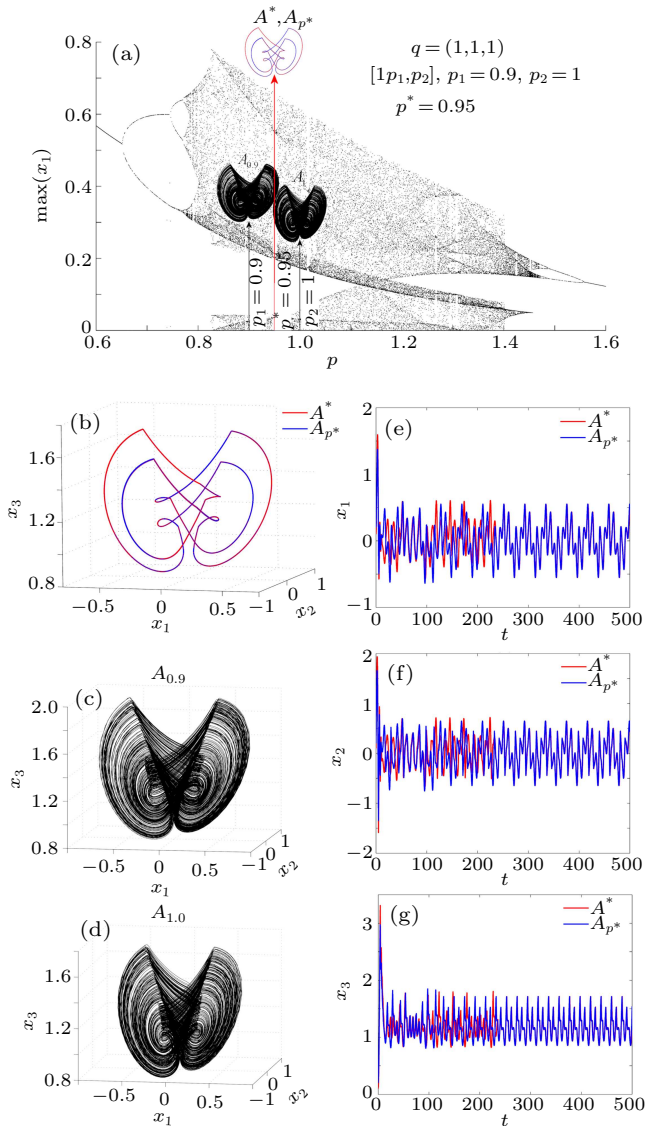 (a)
A*, A_p*
q = (1,1,1)
[1p₁,p₂], p₁ = 0.9, p₂ = 1
p* = 0.95
max(x₁)
0.8
0.6
0.4
0.2
0
A₀.₉
A₁
p₁ = 0.9
p* = 0.95
p₂ = 1
0.6 0.8 1.0 1.2 1.4 1.6
p
(b)
A*
A_p*
x₃
1.6
1.2
0.8
−0.5 0 0.5 −1 0 1
x₁
x₂
(c)
A₀.₉
x₃
2.0
1.6
1.2
0.8
−0.5 0 0.5 −1 0 1
x₁
x₂
(d)
A₁.₀
x₃
1.6
1.2
0.8
−0.5 0 0.5 −1 0 1
x₁
x₂
(e)
A*
A_p*
x₁
2
1
0
−1
0 100 200 300 400 500
t
(f)
A*
A_p*
x₂
2
1
0
−1
−2
0 100 200 300 400 500
t
(g)
A*
A_p*
x₃
3
2
1
0
0 100 200 300 400 500
t